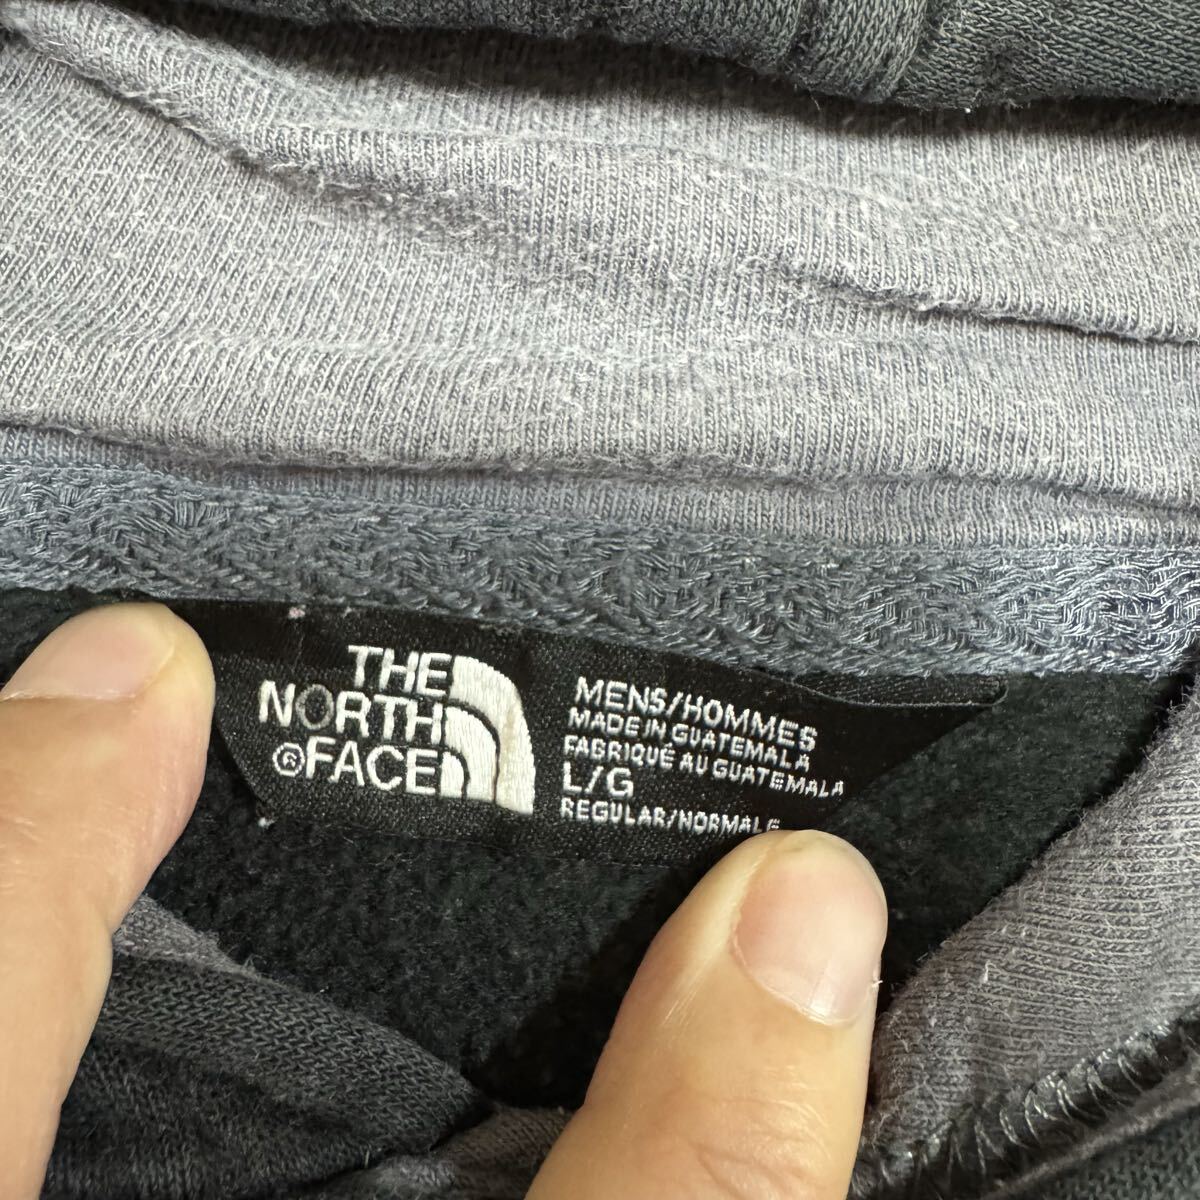 THE
NORTH
®FACE
MENS/HOMMES
MADE IN GUATEMALA
FABRIQUÉ AU GUATEMALA
L/G
REGULAR/NORMALE